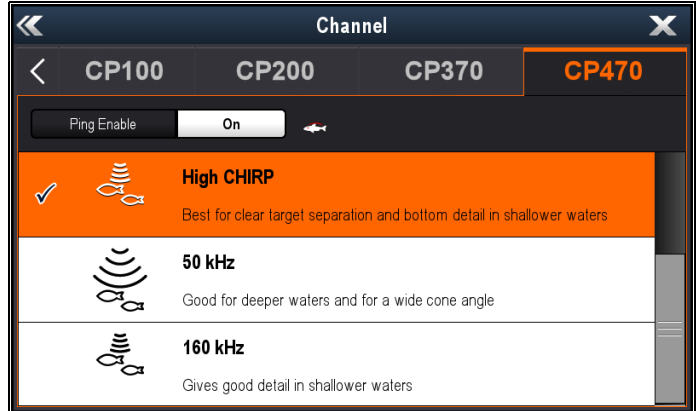 Channel
CP100 CP200 CP370 CP470
Ping Enable On
High CHIRP
Best for clear target separation and bottom detail in shallower waters
50 kHz
Good for deeper waters and for a wide cone angle
160 kHz
Gives good detail in shallower waters